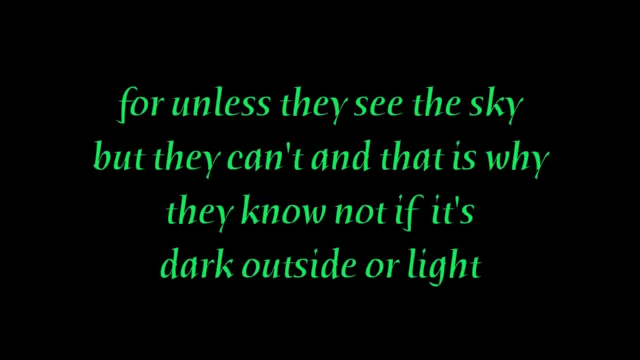 for unless they see the sky
but they can't and that is why
they know not if it's
dark outside or light